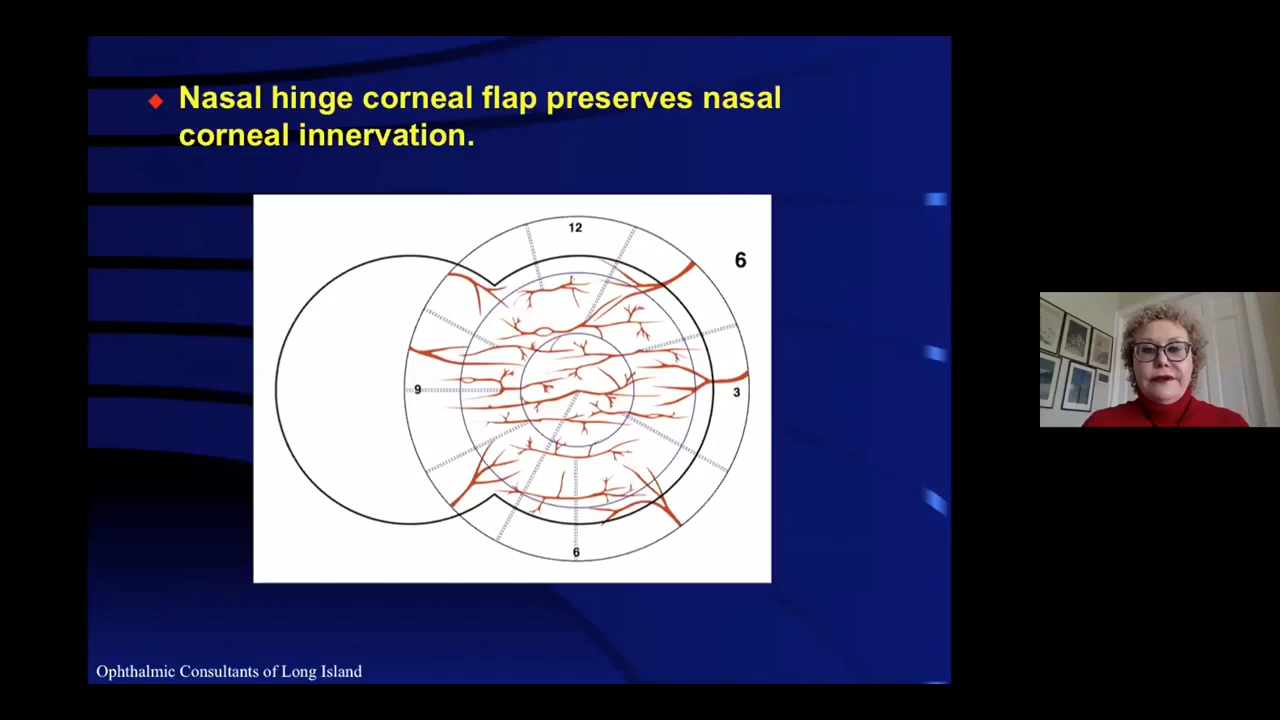 Nasal hinge corneal flap preserves nasal
corneal innervation.
12
6
9
3
6
Ophthalmic Consultants of Long Island